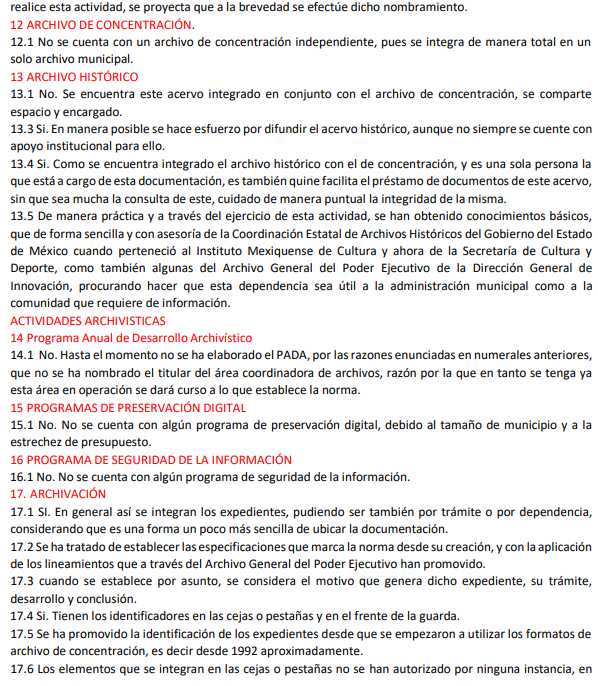 realice esta actividad, se proyecta que a la brevedad se efectúe dicho nombramiento.
12 ARCHIVO DE CONCENTRACIÓN.
12.1 No se cuenta con un archivo de concentración independiente, pues se integra de manera total en un
solo archivo municipal.
13 ARCHIVO HISTÓRICO
13.1 No. Se encuentra este acervo integrado en conjunto con el archivo de concentración, se comparte
espacio y encargado.
13.3 Si. En manera posible se hace esfuerzo por difundir el acervo histórico, aunque no siempre se cuente con
apoyo institucional para ello.
13.4 Si. Como se encuentra integrado el archivo histórico con el de concentración, y es una sola persona la
que está a cargo de esta documentación, es también quine facilita el préstamo de documentos de este acervo,
sin que sea mucha la consulta de este, cuidado de manera puntual la integridad de la misma.
13.5 De manera práctica y a través del ejercicio de esta actividad, se han obtenido conocimientos básicos,
que de forma sencilla y con asesoría de la Coordinación Estatal de Archivos Históricos del Gobierno del Estado
de México cuando perteneció al Instituto Mexiquense de Cultura y ahora de la Secretaría de Cultura y
Deporte, como también algunas del Archivo General del Poder Ejecutivo de la Dirección General de
Innovación, procurando hacer que esta dependencia sea útil a la administración municipal como a la
comunidad que requiere de información.
ACTIVIDADES ARCHIVISTICAS
14 Programa Anual de Desarrollo Archivístico
14.1 No. Hasta el momento no se ha elaborado el PADA, por las razones enunciadas en numerales anteriores,
que no se ha nombrado el titular del área coordinadora de archivos, razón por la que en tanto se tenga ya
esta área en operación se dará curso a lo que establece la norma.
15 PROGRAMAS DE PRESERVACIÓN DIGITAL
15.1 No. No se cuenta con algún programa de preservación digital, debido al tamaño de municipio y a la
estrechez de presupuesto.
16 PROGRAMA DE SEGURIDAD DE LA INFORMACIÓN
16.1 No. No se cuenta con algún programa de seguridad de la información.
17. ARCHIVACIÓN
17.1 SI. En general así se integran los expedientes, pudiendo ser también por trámite o por dependencia,
considerando que es una forma un poco más sencilla de ubicar la documentación.
17.2 Se ha tratado de establecer las especificaciones que marca la norma desde su creación, y con la aplicación
de los lineamientos que a través del Archivo General del Poder Ejecutivo han promovido.
17.3 cuando se establece por asunto, se considera el motivo que genera dicho expediente, su trámite,
desarrollo y conclusión.
17.4 Si. Tienen los identificadores en las cejas o pestañas y en el frente de la guarda.
17.5 Se ha promovido la identificación de los expedientes desde que se empezaron a utilizar los formatos de
archivo de concentración, es decir desde 1992 aproximadamente.
17.6 Los elementos que se integran en las cejas o pestañas no se han autorizado por ninguna instancia, en